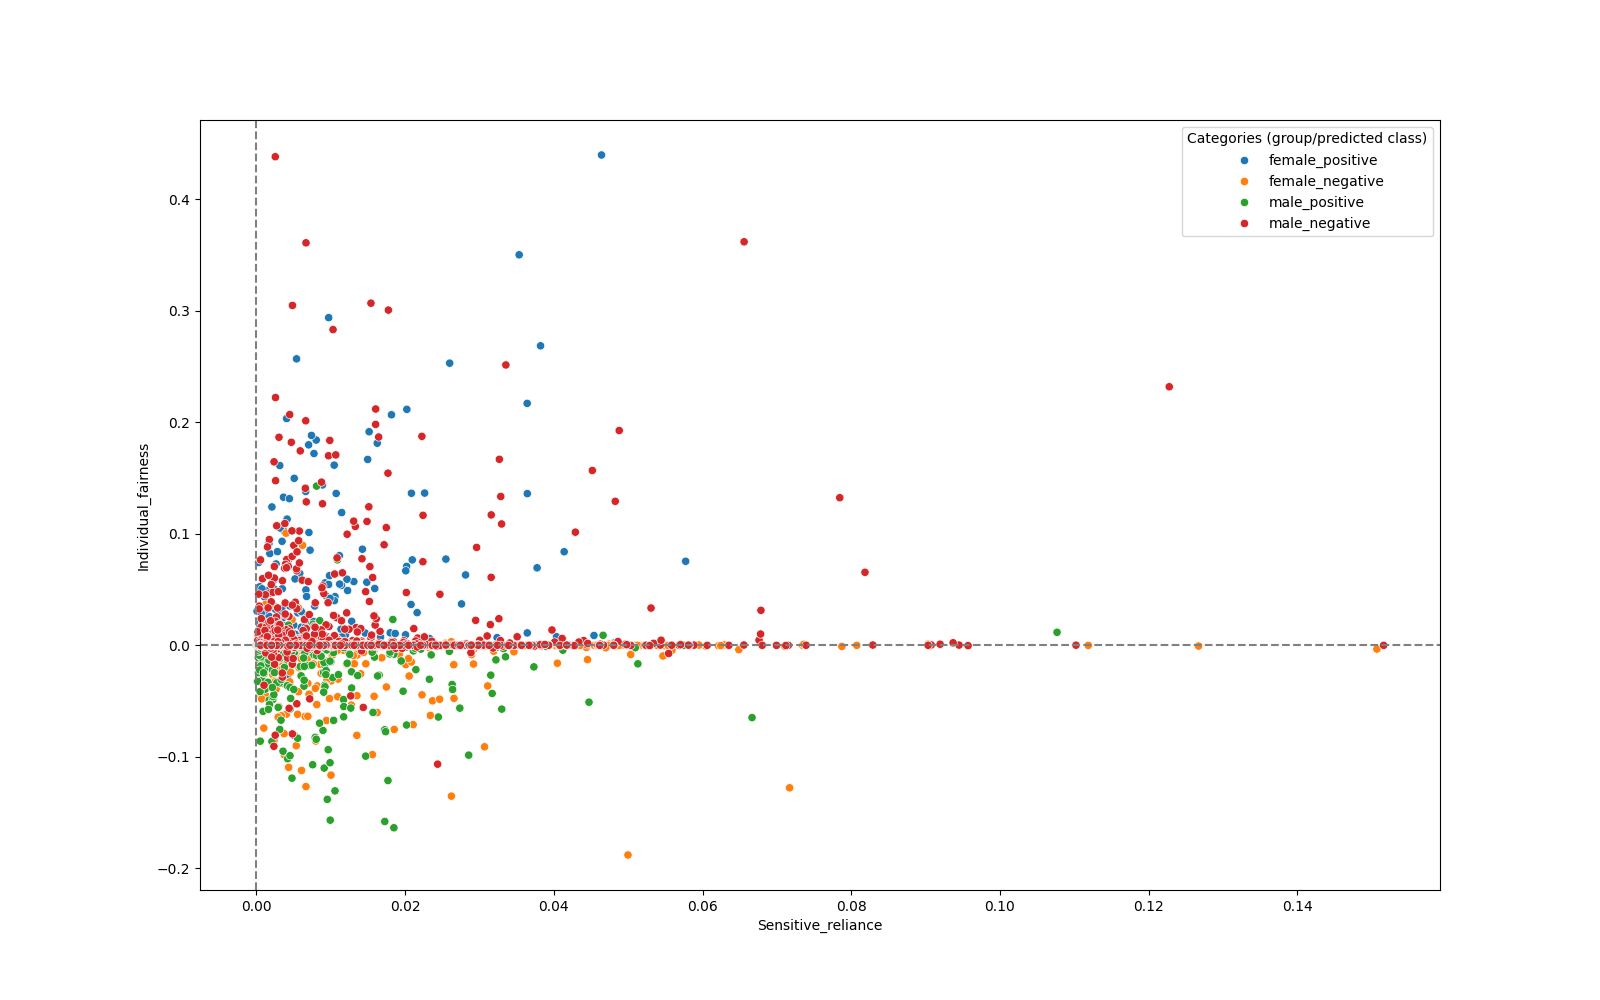 Categories (group/predicted class)
female_positive
female_negative
male_positive
male_negative
0.4
0.3
0.2
0.1
0.0
−0.1
−0.2
Individual_fairness
0.00 0.02 0.04 0.06 0.08 0.10 0.12 0.14
Sensitive_reliance